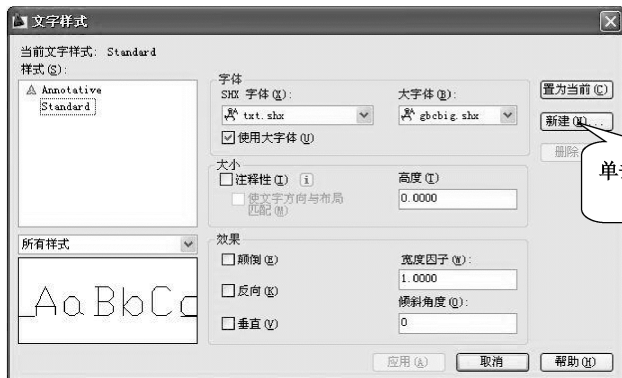 文字样式
当前文字样式: Standard
样式(S):
Annotative
Standard
所有样式
AaBbCc
字体
SHX 字体(X):
txt.shx
使用大字体(U)
大字体(B):
gbcbig.shx
大小
注释性(I)
使文字方向与布局
匹配(M)
高度(T)
0.0000
效果
颠倒(E)
反向(K)
垂直(V)
宽度因子(W):
1.0000
倾斜角度(O):
0
置为当前(C)
新建(N)...
删除
单
应用(A)
取消
帮助(H)